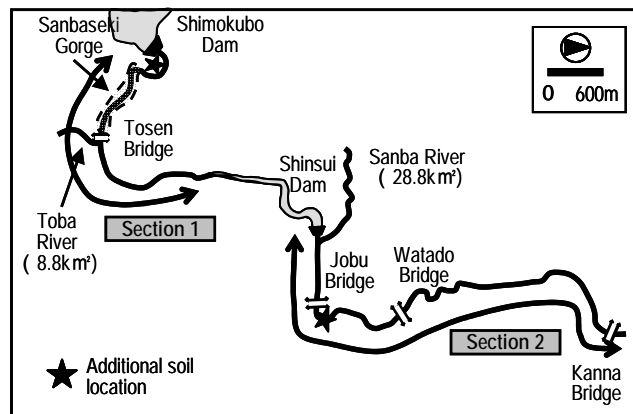 Sanbaseki
Gorge
Shimokubo
Dam
0 600m
Tosen
Bridge
Shinsui
Dam
Sanba River
( 28.8k㎡)
Toba
River
( 8.8k㎡)
Section 1
Jobu
Bridge
Watado
Bridge
Section 2
Additional soil
location
Kanna
Bridge